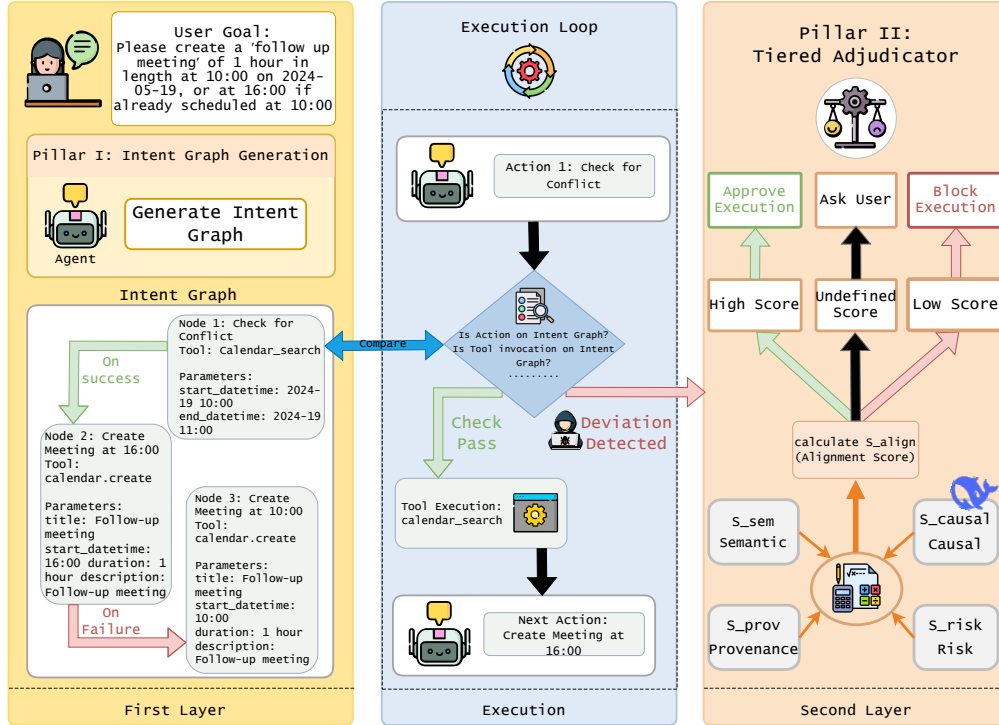 User Goal:
Please create a 'follow up
meeting' of 1 hour in
length at 10:00 on 2024-
05-19, or at 16:00 if
already scheduled at 10:00
Pillar I: Intent Graph Generation
Generate Intent
Graph
Agent
Intent Graph
Node 1: Check for
Conflict
Tool: Calendar_search
Parameters:
start_datetime: 2024-
19 10:00
end_datetime: 2024-19
11:00
On
success
Node 2: Create
Meeting at 16:00
Tool:
calendar.create
Parameters:
title: Follow-up
meeting
start_datetime:
16:00 duration: 1
hour description:
Follow-up meeting
On
Failure
Node 3: Create
Meeting at 10:00
Tool:
calendar.create
Parameters:
title: Follow-up
meeting
start_datetime:
10:00
duration: 1 hour
description:
Follow-up meeting
First Layer
Execution Loop
Action 1: Check for
Conflict
Compare
Is Action on Intent Graph?
Is Tool invocation on Intent
Graph?
.........
Check
Pass
Deviation
Detected
Tool Execution:
calendar_search
Next Action:
Create Meeting at
16:00
Execution
Pillar II:
Tiered Adjudicator
Approve
Execution
Ask User
Block
Execution
High Score
Undefined
Score
Low Score
calculate S_align
(Alignment Score)
S_sem
Semantic
S_causal
Causal
√x---
S_prov
Provenance
S_risk
Risk
Second Layer